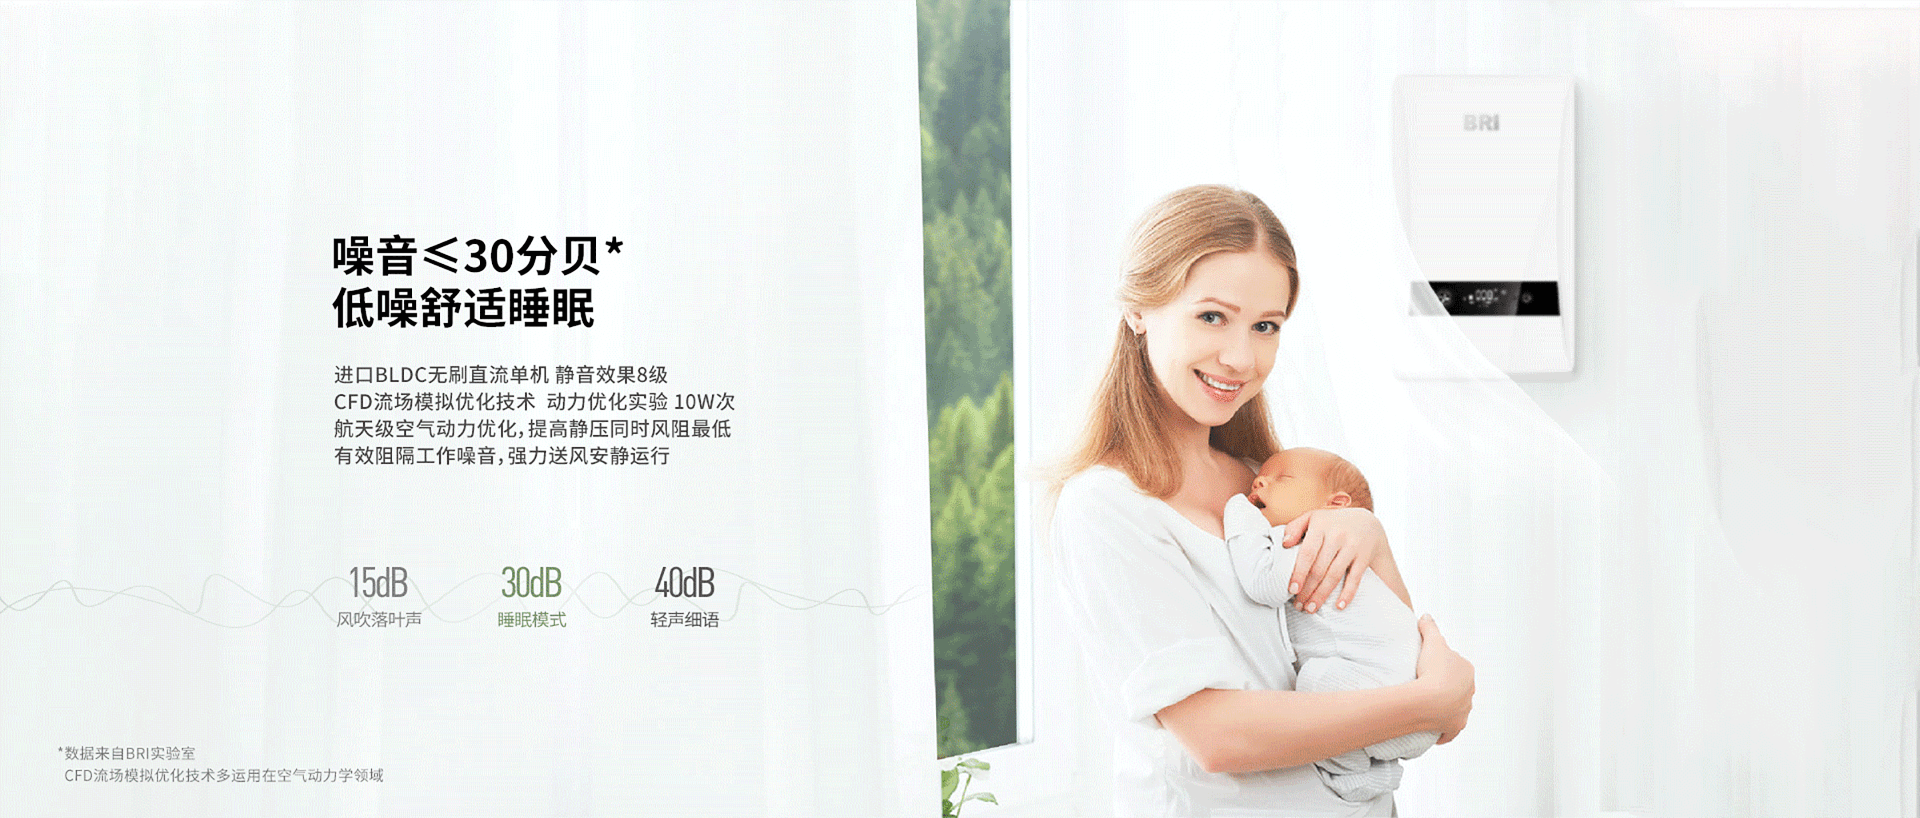 噪音≤30分贝*
低噪舒适睡眠
进口BLDC无刷直流单机 静音效果8级
CFD流场模拟优化技术 动力优化实验 10W次
航天级空气动力优化,提高静压同时风阻最低
有效阻隔工作噪音,强力送风安静运行
15dB
30dB
40dB
风吹落叶声
睡眠模式
轻声细语
*数据来自BRI实验室
CFD流场模拟优化技术多运用在空气动力学领域
BRI